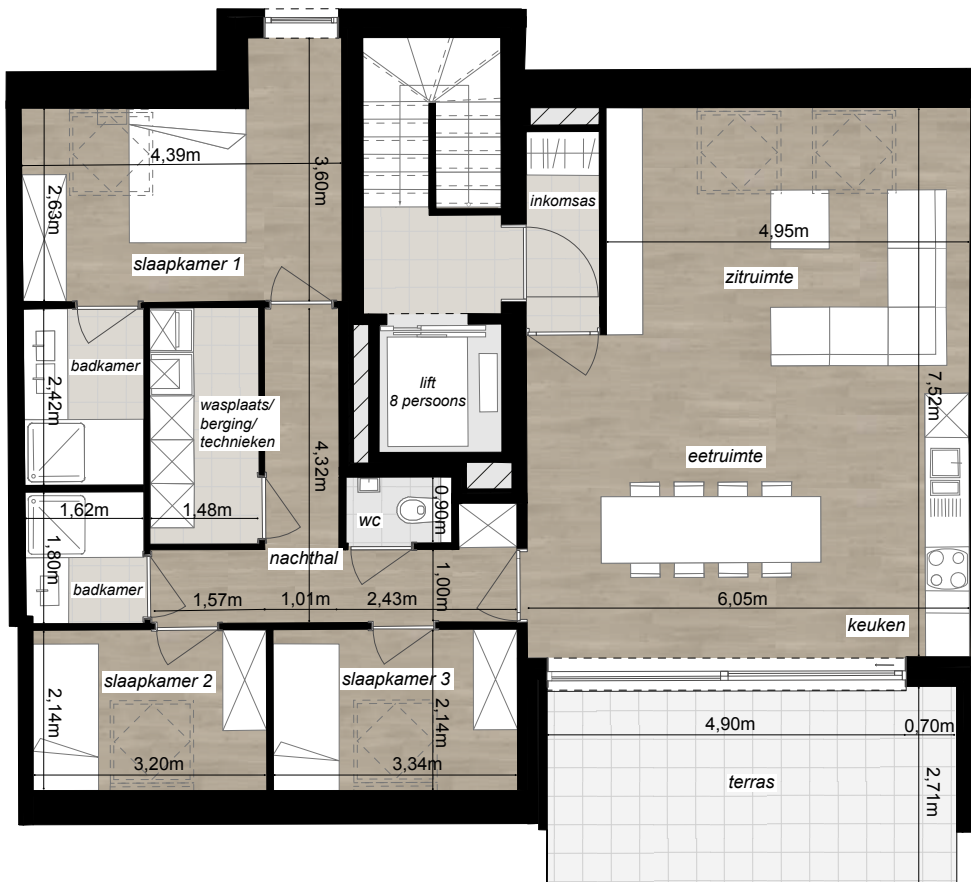 4,39m
3,60m
2,63m
slaapkamer 1
inkomsas
4,95m
zitruimte
badkamer
2,42m
wasplaats/
berging/
technieken
4,32m
lift
8 persoons
7,52m
eetruimte
1,62m
1,48m
wc
0,90m
1,80m
badkamer
nachthal
1,00m
1,57m
1,01m
2,43m
6,05m
keuken
slaapkamer 2
slaapkamer 3
2,14m
2,14m
3,20m
3,34m
4,90m
0,70m
terras
2,71m